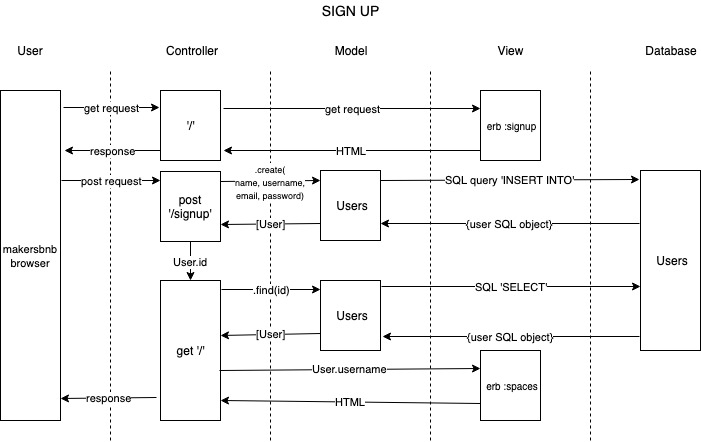 SIGN UP
User
Controller
Model
View
Database
get request
'/'
get request
erb :signup
response
HTML
post request
post
'/signup'
.create(
name, username,
email, password)
Users
SQL query 'INSERT INTO'
[User]
{user SQL object}
makersbnb
browser
User.id
Users
.find(id)
Users
SQL 'SELECT'
[User]
{user SQL object}
get '/'
User.username
erb :spaces
response
HTML